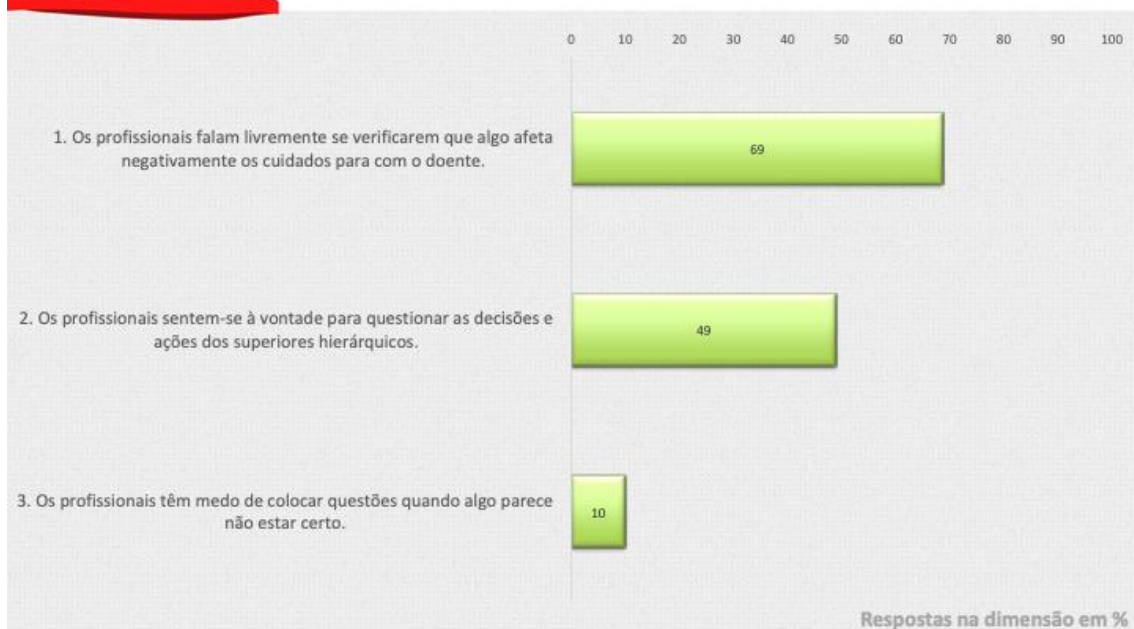 0 10 20 30 40 50 60 70 80 90 100
1. Os profissionais falam livremente se verificarem que algo afeta
negativamente os cuidados para com o doente.
69
2. Os profissionais sentem-se à vontade para questionar as decisões e
ações dos superiores hierárquicos.
49
3. Os profissionais têm medo de colocar questões quando algo parece
não estar certo.
10
Respostas na dimensão em %